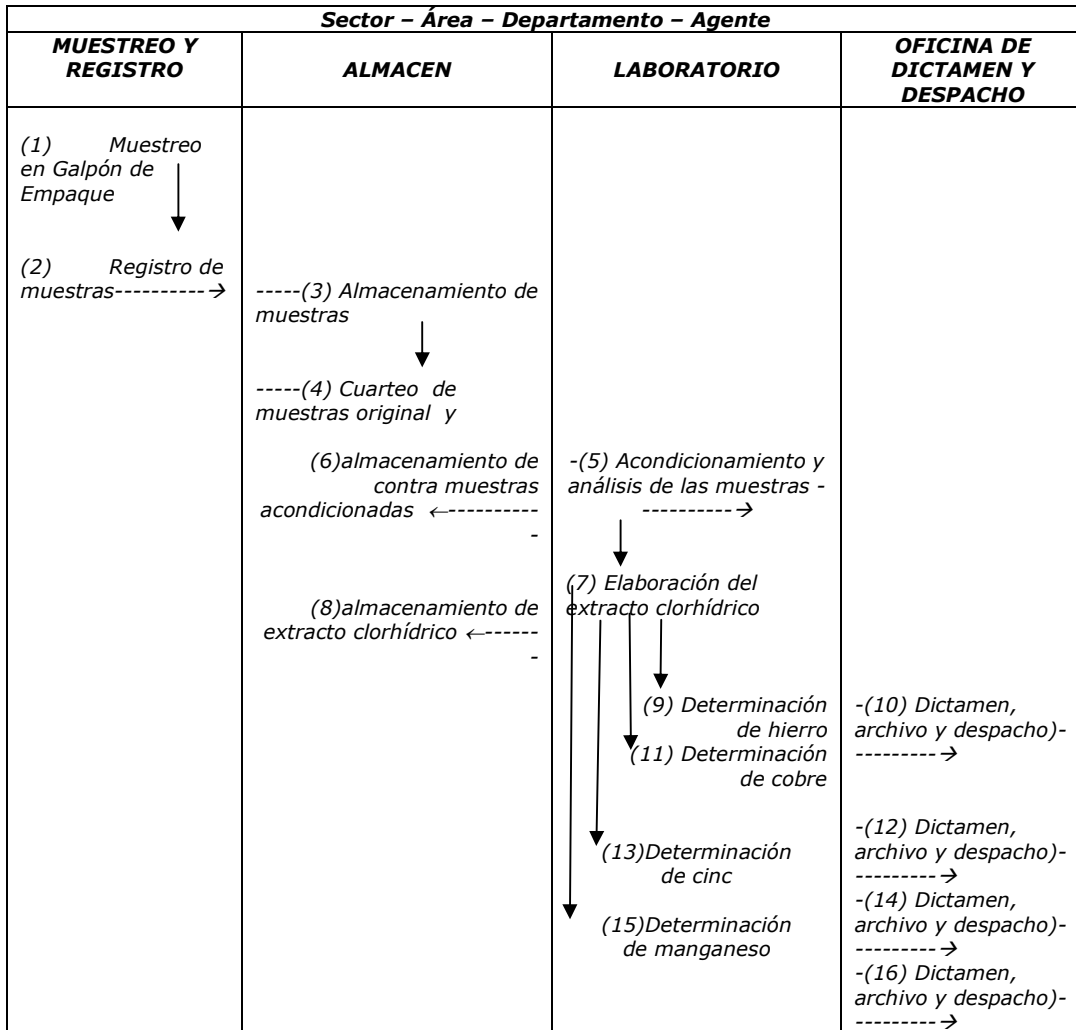 Sector – Área – Departamento – Agente
MUESTREO Y
REGISTRO
ALMACEN
LABORATORIO
OFICINA DE
DICTAMEN Y
DESPACHO
(1) Muestreo
en Galpón de
Empaque
(2) Registro de
muestras----------→
-----(3) Almacenamiento de
muestras
-----(4) Cuarteo de
muestras original y
(6)almacenamiento de
contra muestras
acondicionadas ←----------
-
-(5) Acondicionamiento y
análisis de las muestras -
----------→
(7) Elaboración del
extracto clorhídrico
(8)almacenamiento de
extracto clorhídrico ←------
-
(9) Determinación
de hierro
-(10) Dictamen,
archivo y despacho)-
---------→
(11) Determinación
de cobre
-(12) Dictamen,
archivo y despacho)-
---------→
(13)Determinación
de cinc
-(14) Dictamen,
archivo y despacho)-
---------→
(15)Determinación
de manganeso
-(16) Dictamen,
archivo y despacho)-
---------→